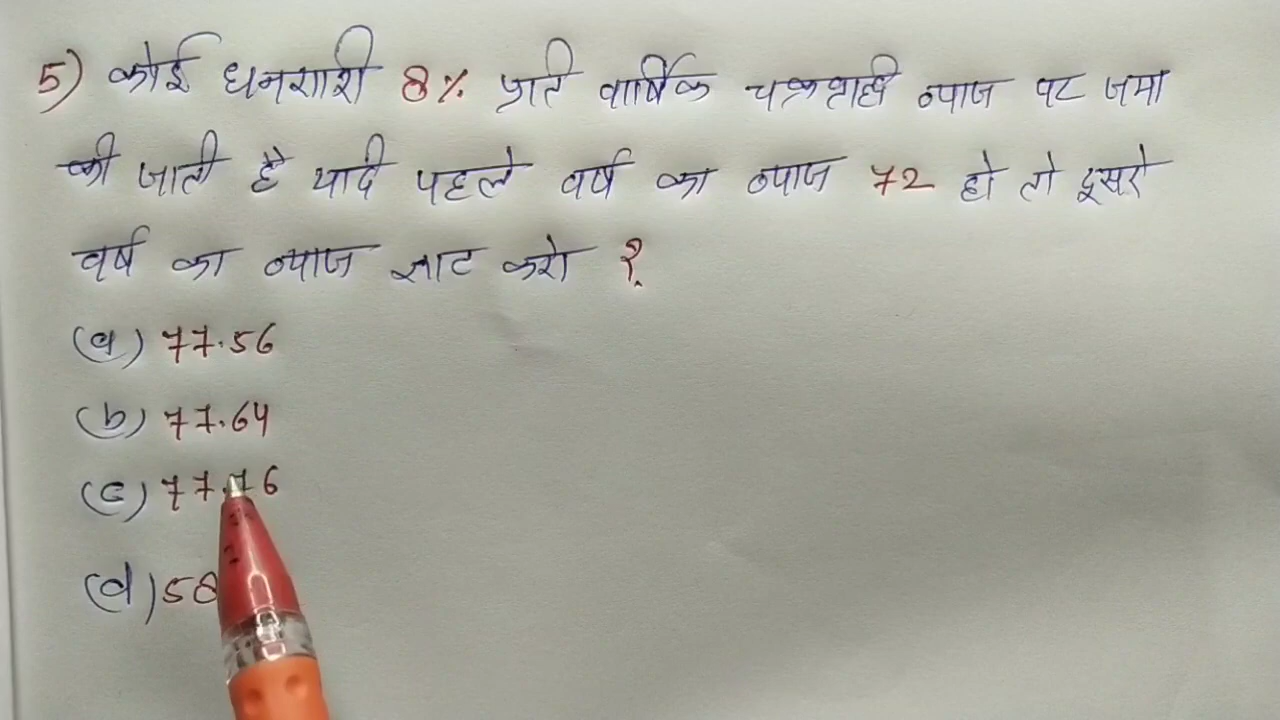 5) कोई धनराशी 8% प्रति वार्षिक चक्रवृद्धी ब्याज पर जमा
की जाती है यदि पहले वर्ष का ब्याज 72 हो तो दूसरे
वर्ष का ब्याज ज्ञात करो ?
(a) 77.56
(b) 77.64
(c) 77.76
(d) 58